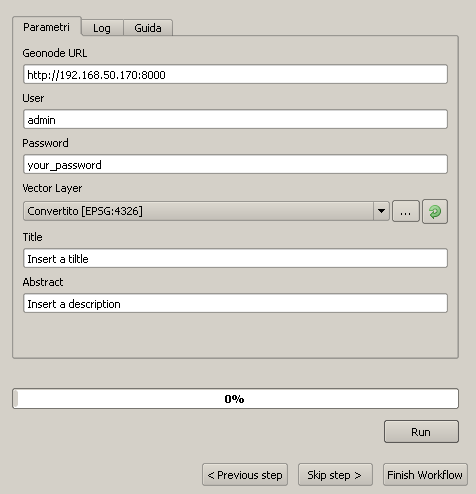 Parametri Log Guida
Geonode URL
http://192.168.50.170:8000
User
admin
Password
your_password
Vector Layer
Convertito [EPSG:4326] ...
Title
Insert a tiltle
Abstract
Insert a description
0%
Run
< Previous step Skip step > Finish Workflow